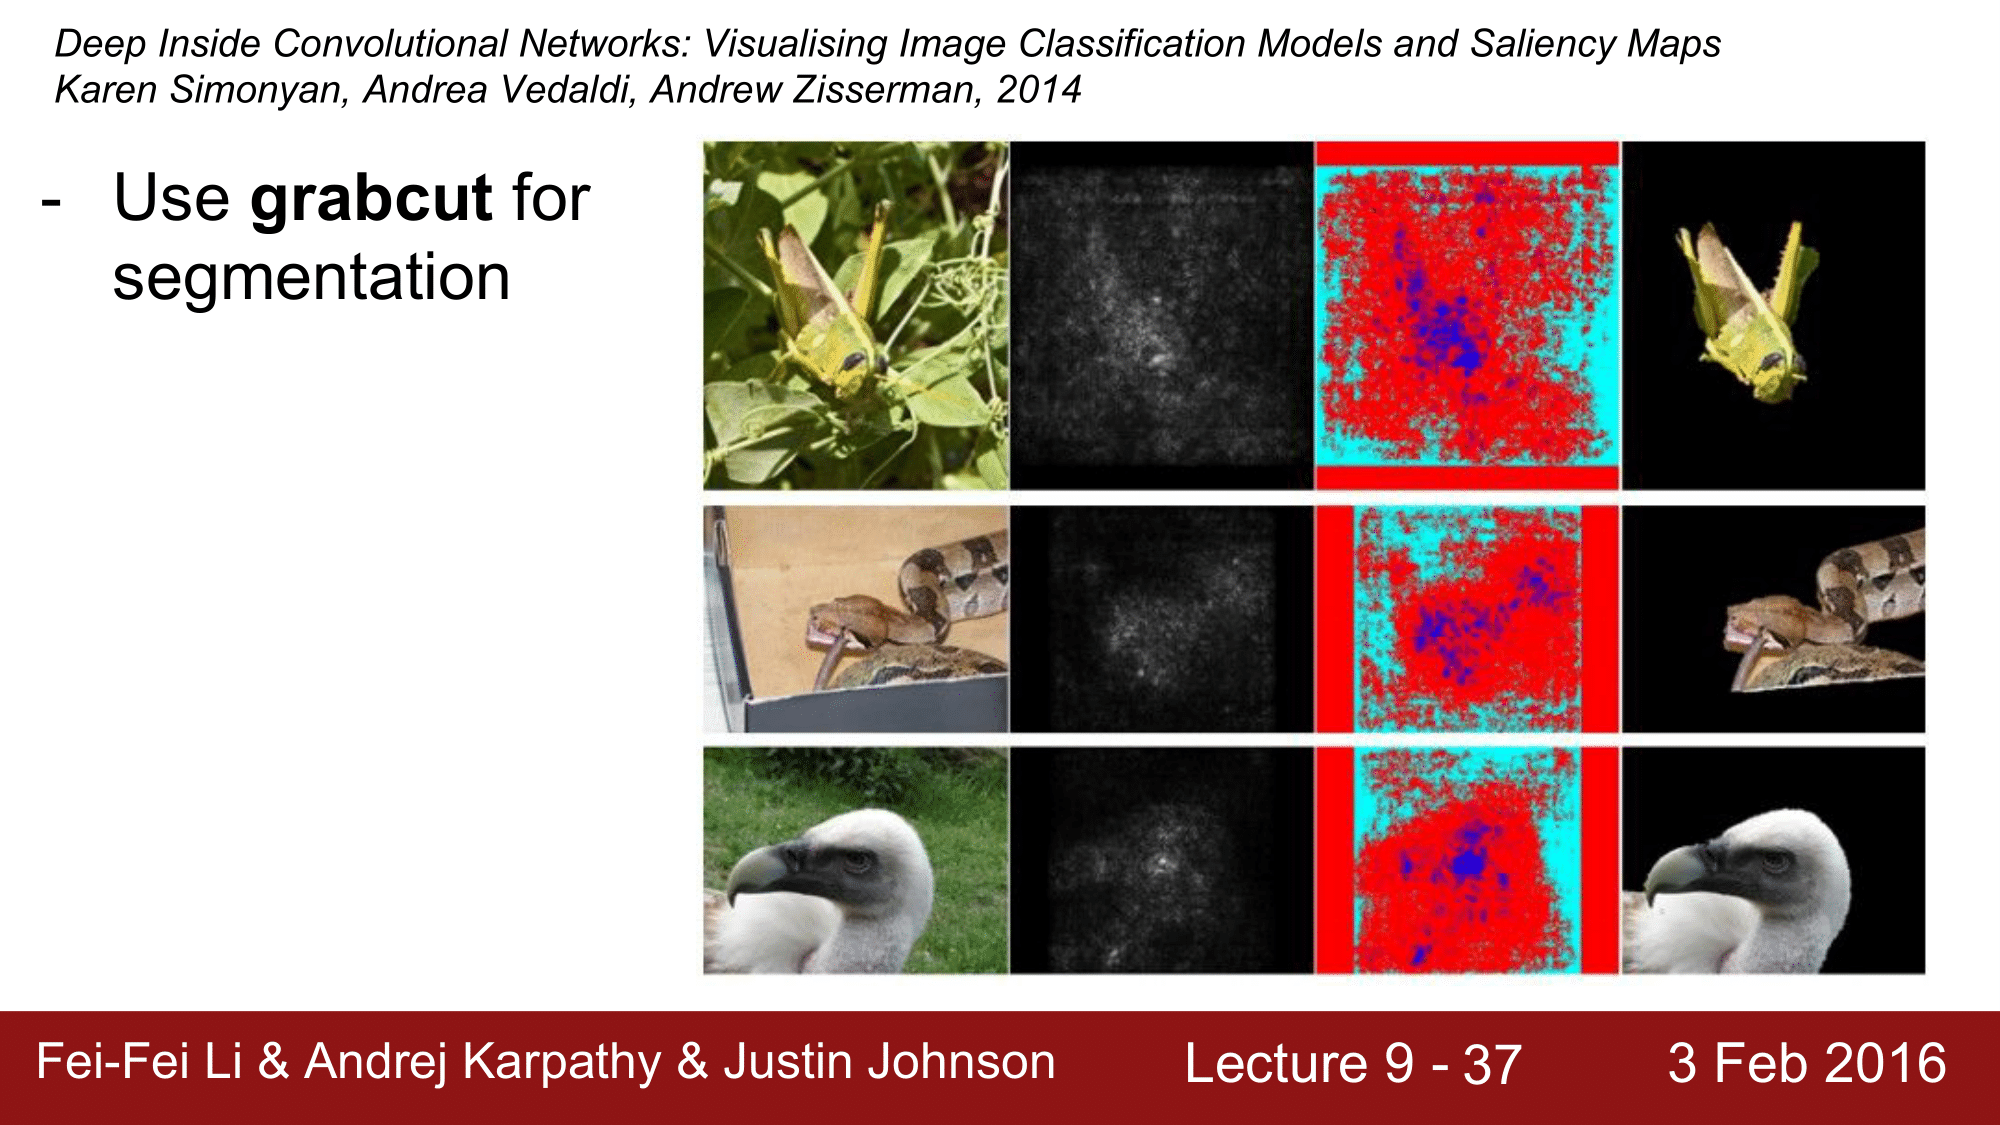 Deep Inside Convolutional Networks: Visualising Image Classification Models and Saliency Maps
Karen Simonyan, Andrea Vedaldi, Andrew Zisserman, 2014
- Use grabcut for
segmentation
Fei-Fei Li & Andrej Karpathy & Justin Johnson
Lecture 9 - 37
3 Feb 2016